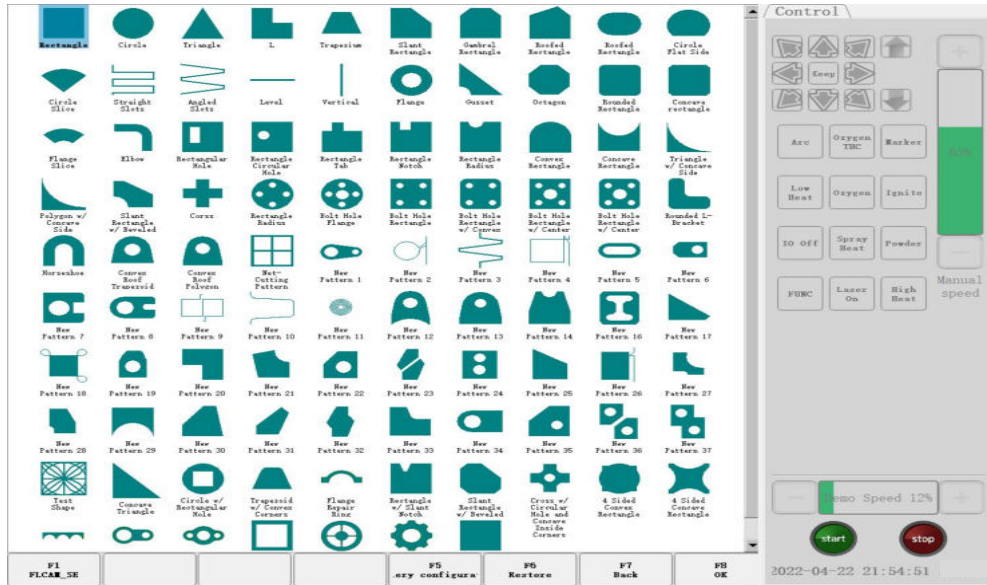 Rectangle
Circle
Triangle
L
Trapezium
Slant
Rectangle
Gambrel
Rectangle
Roofed
Rectangle
Roofed
Rectangle
Circle
Flat Side
Circle
Slice
Straight
Slots
Angled
Slots
Level
Vertical
Flange
Gusset
Octagon
Rounded
Rectangle
Concave
rectangle
Flange
Slice
Elbow
Rectangular
Hole
Rectangle
Circular
Hole
Rectangle
Tab
Rectangle
Notch
Rectangle
Radius
Convex
Rectangle
Concave
Rectangle
Triangle
w/ Concave
Side
Polygon w/
Concave
Side
Slant
Rectangle
w/ Beveled
Corxx
Rectangle
Radius
Bolt Hole
Flange
Bolt Hole
Rectangle
Bolt Hole
Rectangle
w/ Convex
Bolt Hole
Rectangle
w/ Canter
Bolt Hole
Rectangle
w/ Canter
Rounded L-
Bracket
Horseshoe
Convex
Roof
Trapezoid
Convex
Roof
Polygon
Net-
Cutting
Pattern
New
Pattern 1
New
Pattern 2
New
Pattern 3
New
Pattern 4
New
Pattern 5
New
Pattern 6
New
Pattern 7
New
Pattern 8
New
Pattern 9
New
Pattern 10
New
Pattern 11
New
Pattern 12
New
Pattern 13
New
Pattern 14
New
Pattern 16
New
Pattern 17
New
Pattern 18
New
Pattern 19
New
Pattern 20
New
Pattern 21
New
Pattern 22
New
Pattern 23
New
Pattern 24
New
Pattern 25
New
Pattern 26
New
Pattern 27
New
Pattern 28
New
Pattern 29
New
Pattern 30
New
Pattern 31
New
Pattern 32
New
Pattern 33
New
Pattern 34
New
Pattern 35
New
Pattern 36
New
Pattern 37
Test
Shape
Concave
Triangle
Circle w/
Rectangular
Hole
Trapezoid
w/ Convex
Corners
Flange
Repair
Ring
Rectangle
w/ Slant
Notch
Slant
Rectangle
w/ Beveled
Cross w/
Circular
Hole and
Concave
Inside
Corners
4 Sided
Convex
Rectangle
4 Sided
Concave
Rectangle
F1
FLCAM_SE
F5
.ery configura
F6
Restore
F7
Back
F8
OK
Control
Keep
Arc
Oxygen
THC
Marker
65%
Low
Heat
Oxygen
Ignite
IO Off
Spray
Heat
Powder
Manual
speed
FUNC
Laser
On
High
Heat
Demo Speed 12%
start
stop
2022-04-22 21:54:51